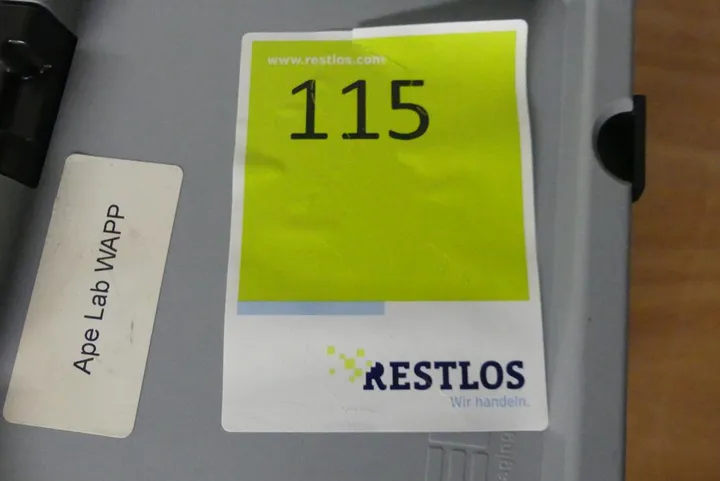 www.restlos.com
115
RESTLOS
Wir handeln.
Ape Lab WAPP